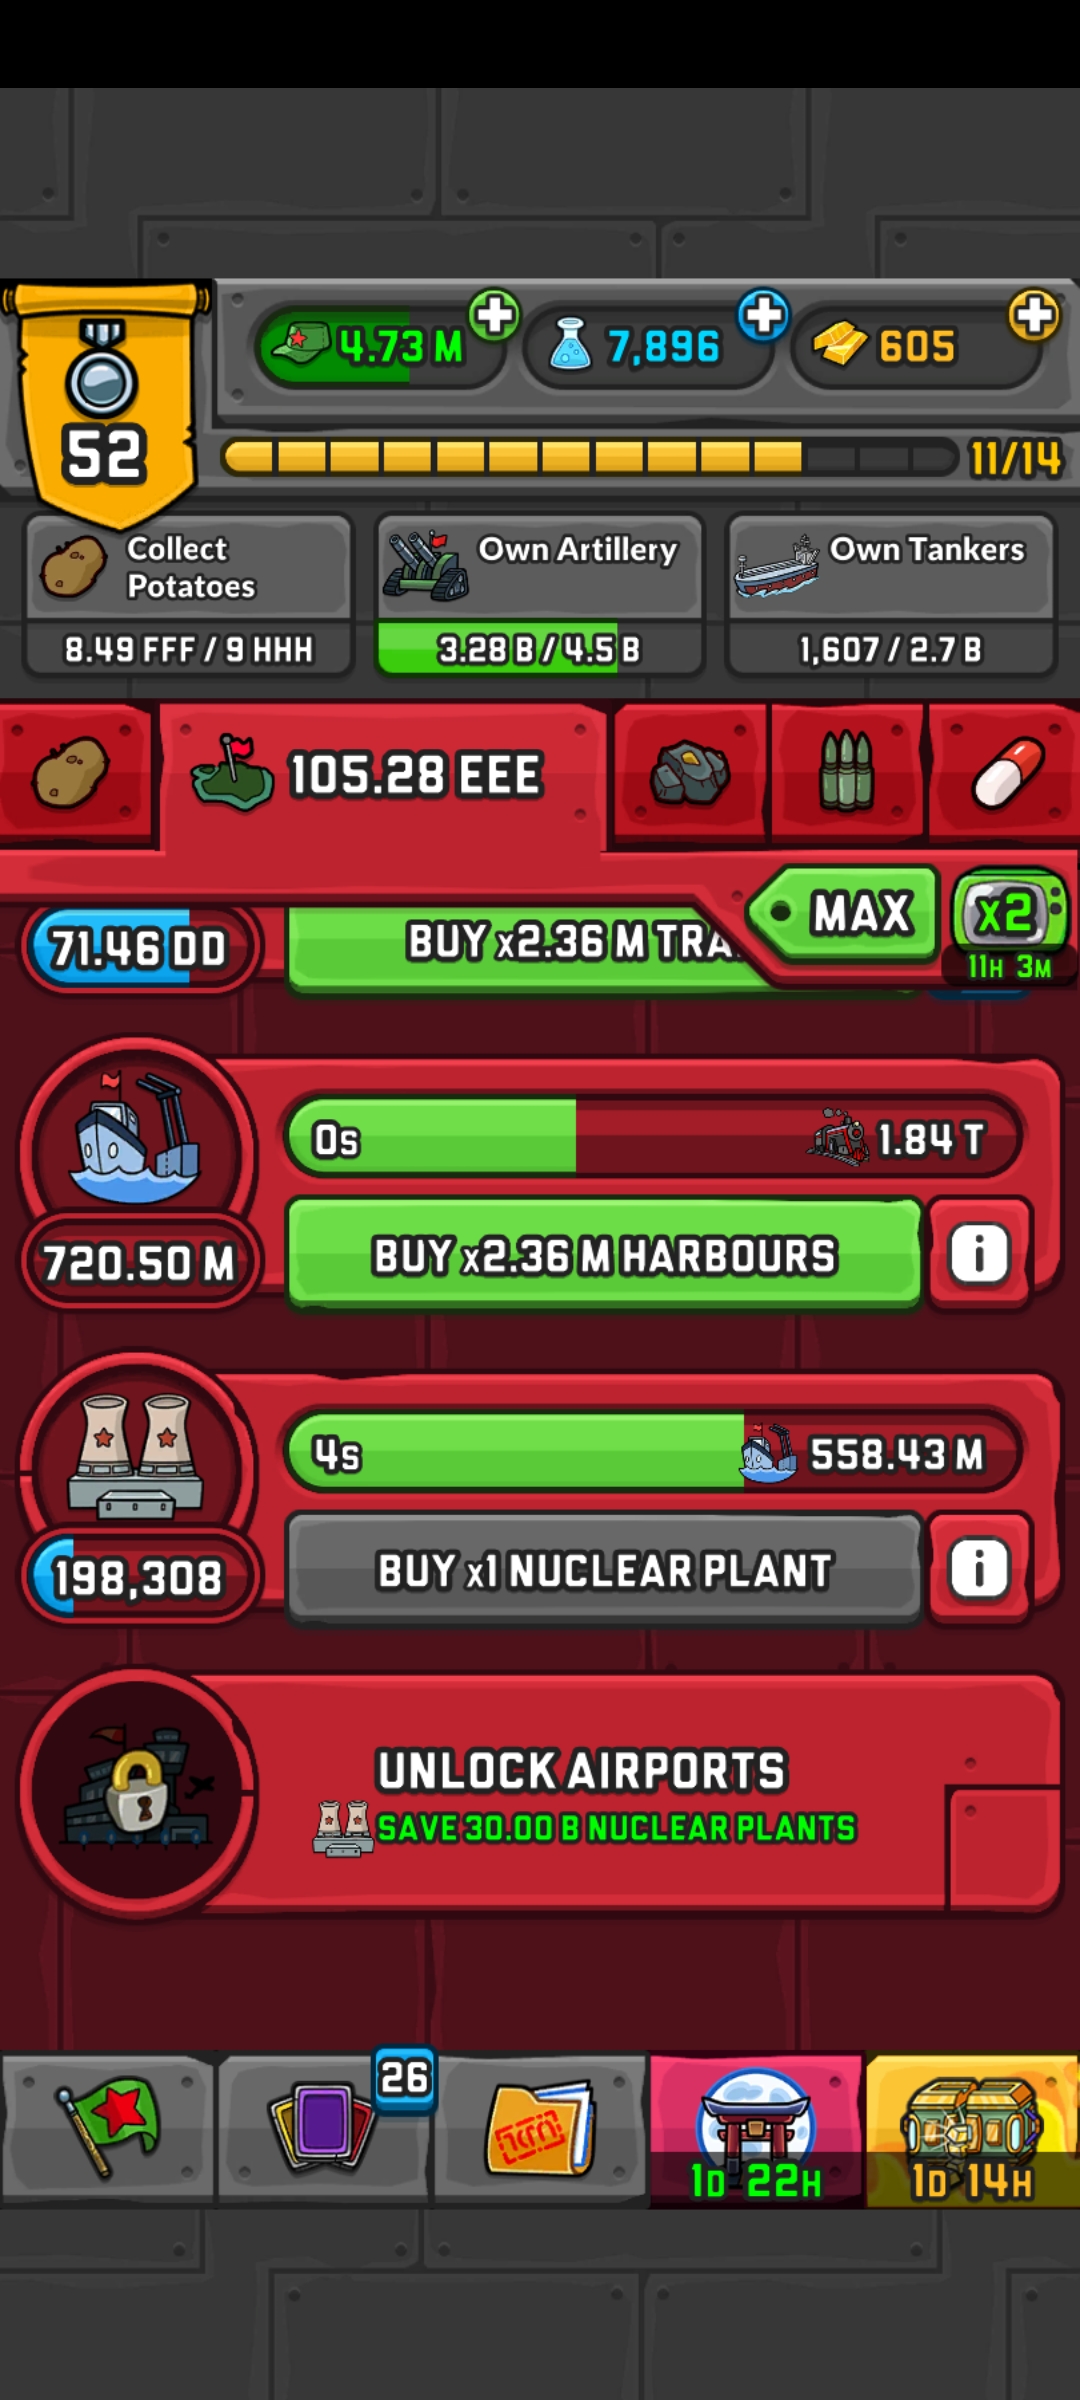 4.73 M
7,896
605
52
11/14
Collect
Potatoes
8.49 FFF / 9 HHH
Own Artillery
3.28 B / 4.5 B
Own Tankers
1,607 / 2.7 B
105.28 EEE
MAX
x2
11H 3M
71.46 DD
BUY x2.36 M
0s
1.84 T
720.50 M
BUY x2.36 M HARBOURS
i
4s
558.43 M
198,308
BUY x1 NUCLEAR PLANT
i
UNLOCK AIRPORTS
SAVE 30.00 B NUCLEAR PLANTS
26
1D 22H
1D 14H